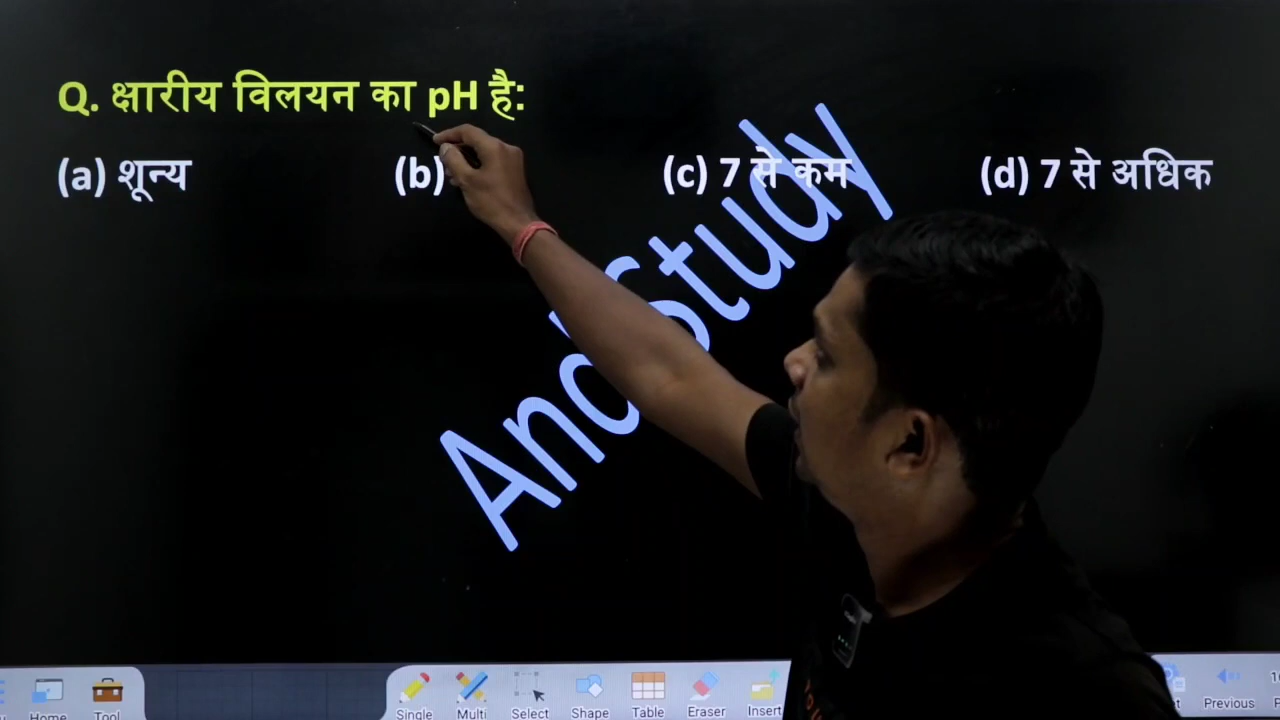 Q. क्षारीय विलयन का pH है:
(a) शून्य (b) (c) 7 से कम (d) 7 से अधिक
AndStudy
Home Tool Single Multi Select Shape Table Eraser Insert Previous